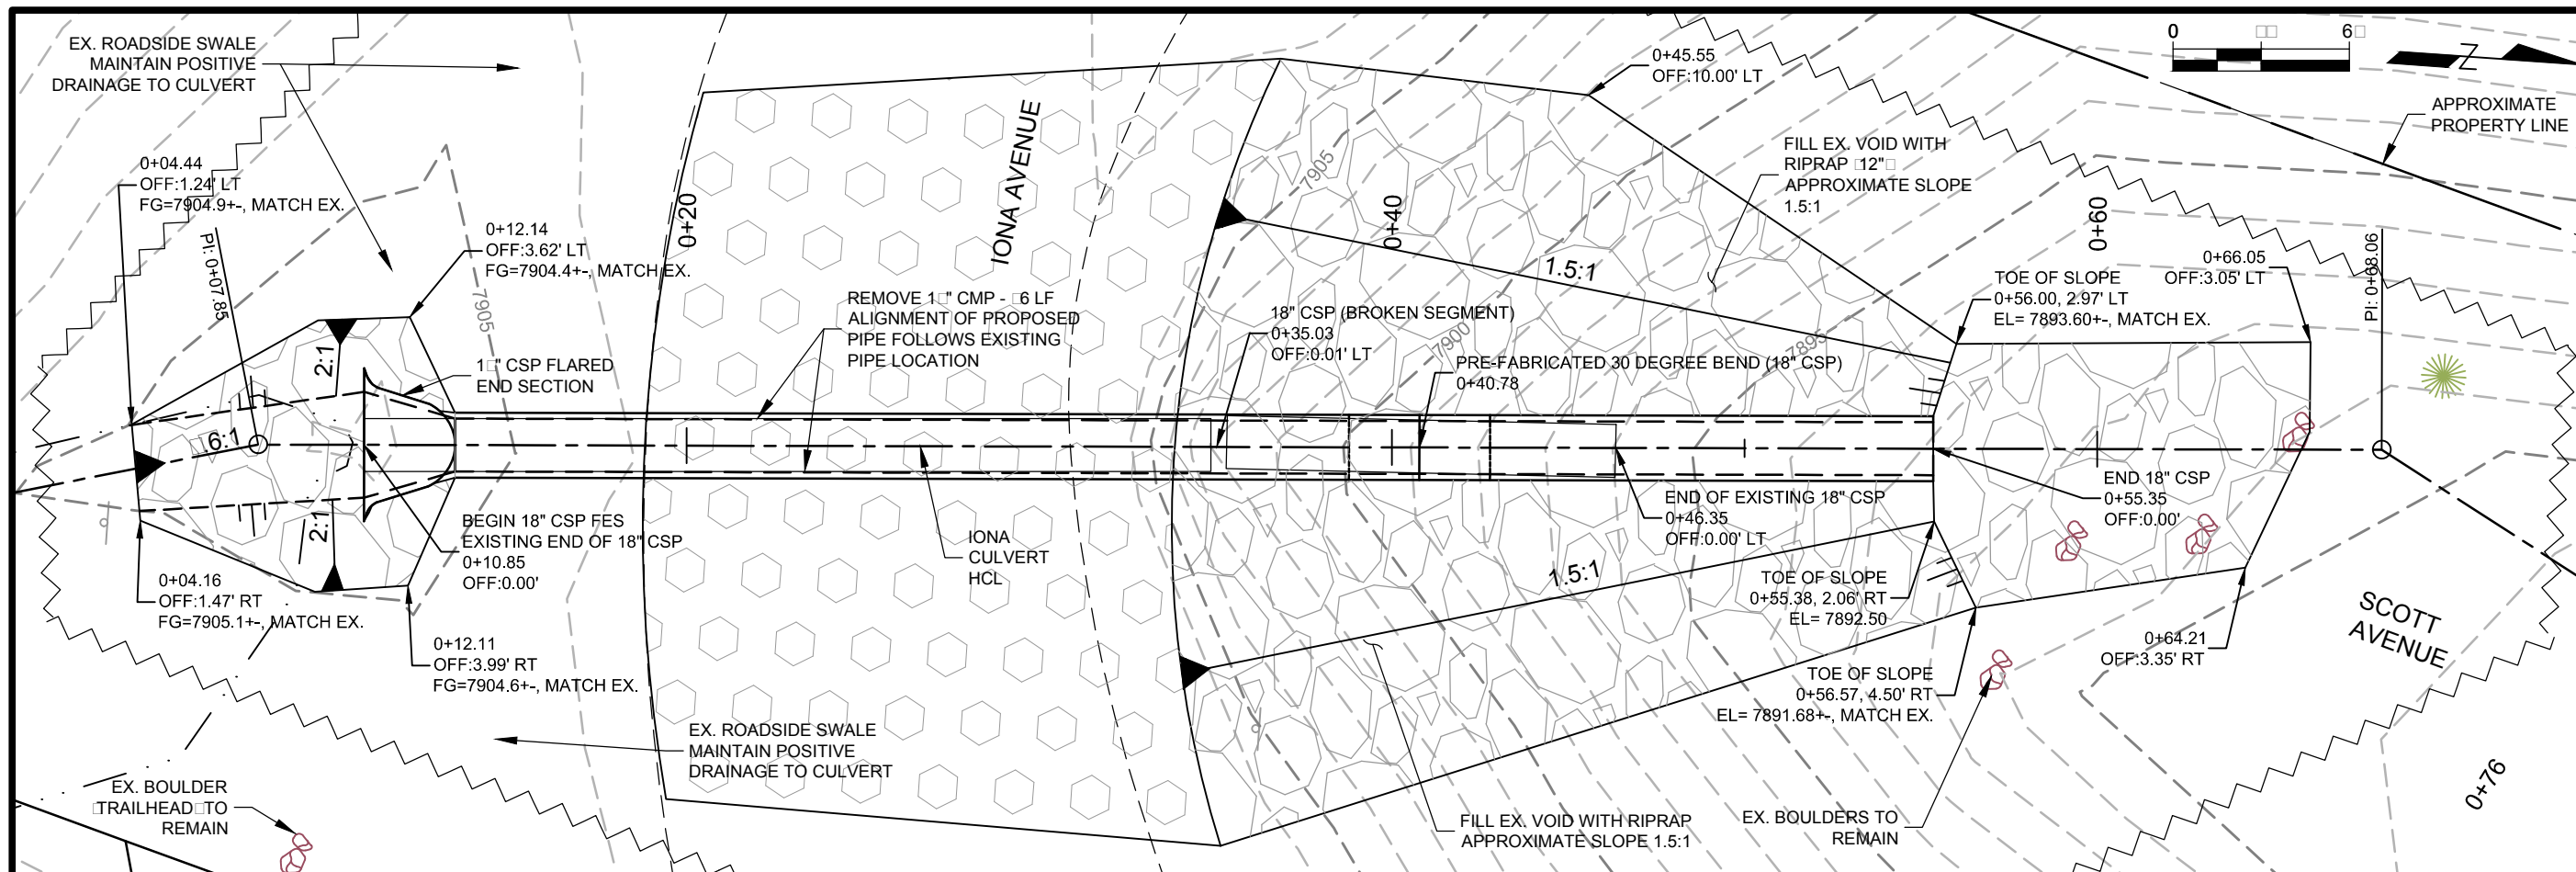 EX. ROADSIDE SWALE
MAINTAIN POSITIVE
DRAINAGE TO CULVERT
0+04.44
OFF:1.24' LT
FG=7904.9+-, MATCH EX.
PI: 0+07.85
0+12.14
OFF:3.62' LT
FG=7904.4+-, MATCH EX.
7905
2:1
1□" CSP FLARED
END SECTION
.6:1
2:1
0+04.16
OFF:1.47' RT
FG=7905.1+-, MATCH EX.
BEGIN 18" CSP FES
EXISTING END OF 18" CSP
0+10.85
OFF:0.00'
0+12.11
OFF:3.99' RT
FG=7904.6+-, MATCH EX.
EX. BOULDER
□TRAILHEAD□TO
REMAIN
EX. ROADSIDE SWALE
MAINTAIN POSITIVE
DRAINAGE TO CULVERT
0+20
IONA AVENUE
REMOVE 1□" CMP - □6 LF
ALIGNMENT OF PROPOSED
PIPE FOLLOWS EXISTING
PIPE LOCATION
IONA
CULVERT
HCL
7905
0+40
0+45.55
OFF:10.00' LT
FILL EX. VOID WITH
RIPRAP □12"□
APPROXIMATE SLOPE
1.5:1
1.5:1
18" CSP (BROKEN SEGMENT)
0+35.03
OFF:0.01' LT
7900
7895
PRE-FABRICATED 30 DEGREE BEND (18" CSP)
0+40.78
END OF EXISTING 18" CSP
0+46.35
OFF:0.00' LT
1.5:1
TOE OF SLOPE
0+55.38, 2.06' RT
EL= 7892.50
TOE OF SLOPE
0+56.57, 4.50' RT
EL= 7891.68+-, MATCH EX.
FILL EX. VOID WITH RIPRAP
APPROXIMATE SLOPE 1.5:1
EX. BOULDERS TO
REMAIN
0 □□ 6□
Z
APPROXIMATE
PROPERTY LINE
0+60
TOE OF SLOPE
0+56.00, 2.97' LT
EL= 7893.60+-, MATCH EX.
0+66.05
OFF:3.05' LT
PI: 0+68.06
END 18" CSP
0+55.35
OFF:0.00'
0+64.21
OFF:3.35' RT
SCOTT
AVENUE
0+76